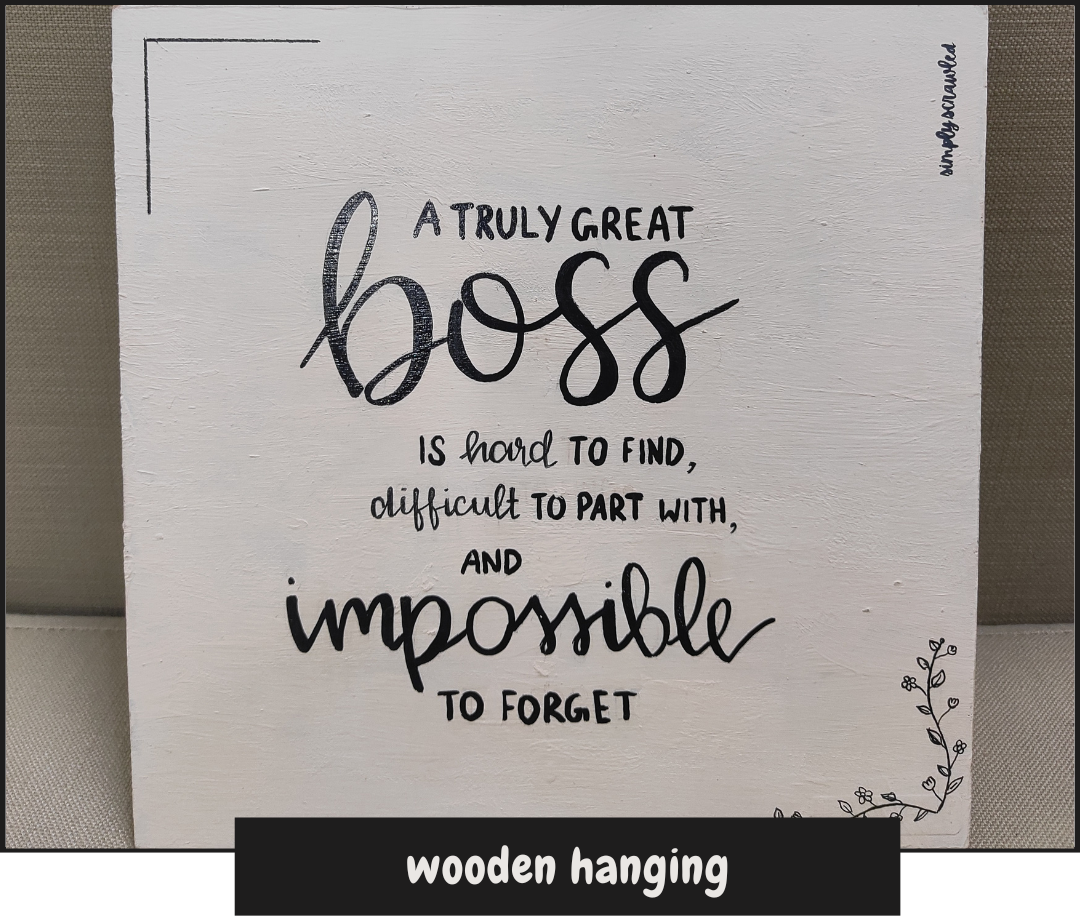 simplyscrawled
A TRULY GREAT
boss
IS hard TO FIND,
difficult TO PART WITH,
AND
impossible
TO FORGET
wooden hanging